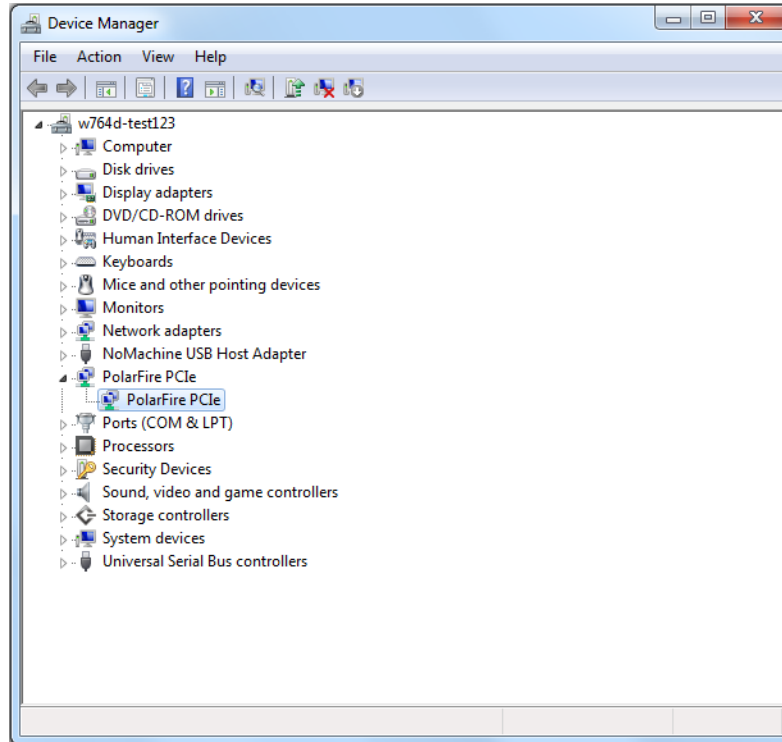 Device Manager
File Action View Help
w764d-test123
Computer
Disk drives
Display adapters
DVD/CD-ROM drives
Human Interface Devices
Keyboards
Mice and other pointing devices
Monitors
Network adapters
NoMachine USB Host Adapter
PolarFire PCIe
PolarFire PCIe
Ports (COM & LPT)
Processors
Security Devices
Sound, video and game controllers
Storage controllers
System devices
Universal Serial Bus controllers